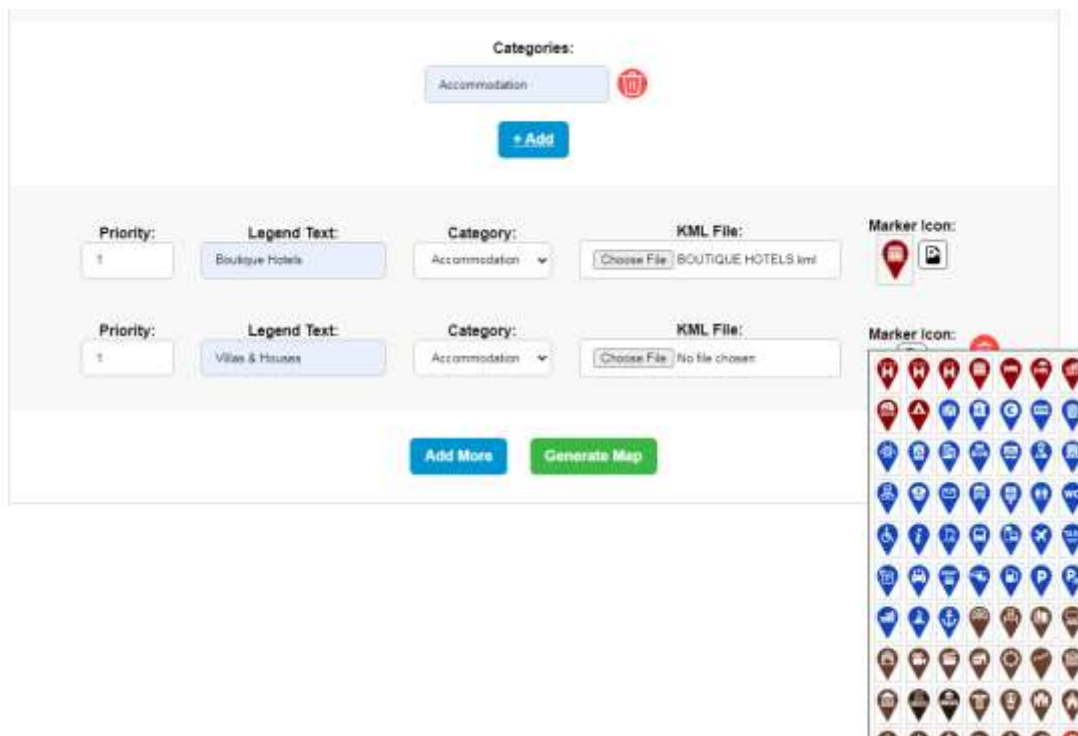 Categories:
Accommodation
+ Add
Priority: Legend Text: Category: KML File: Marker Icon:
1 Boutique Hotels Accommodation Choose File BOUTIQUE HOTELS.kml
Priority: Legend Text: Category: KML File: Marker Icon:
1 Villas & Houses Accommodation Choose File No file chosen
Add More Generate Map